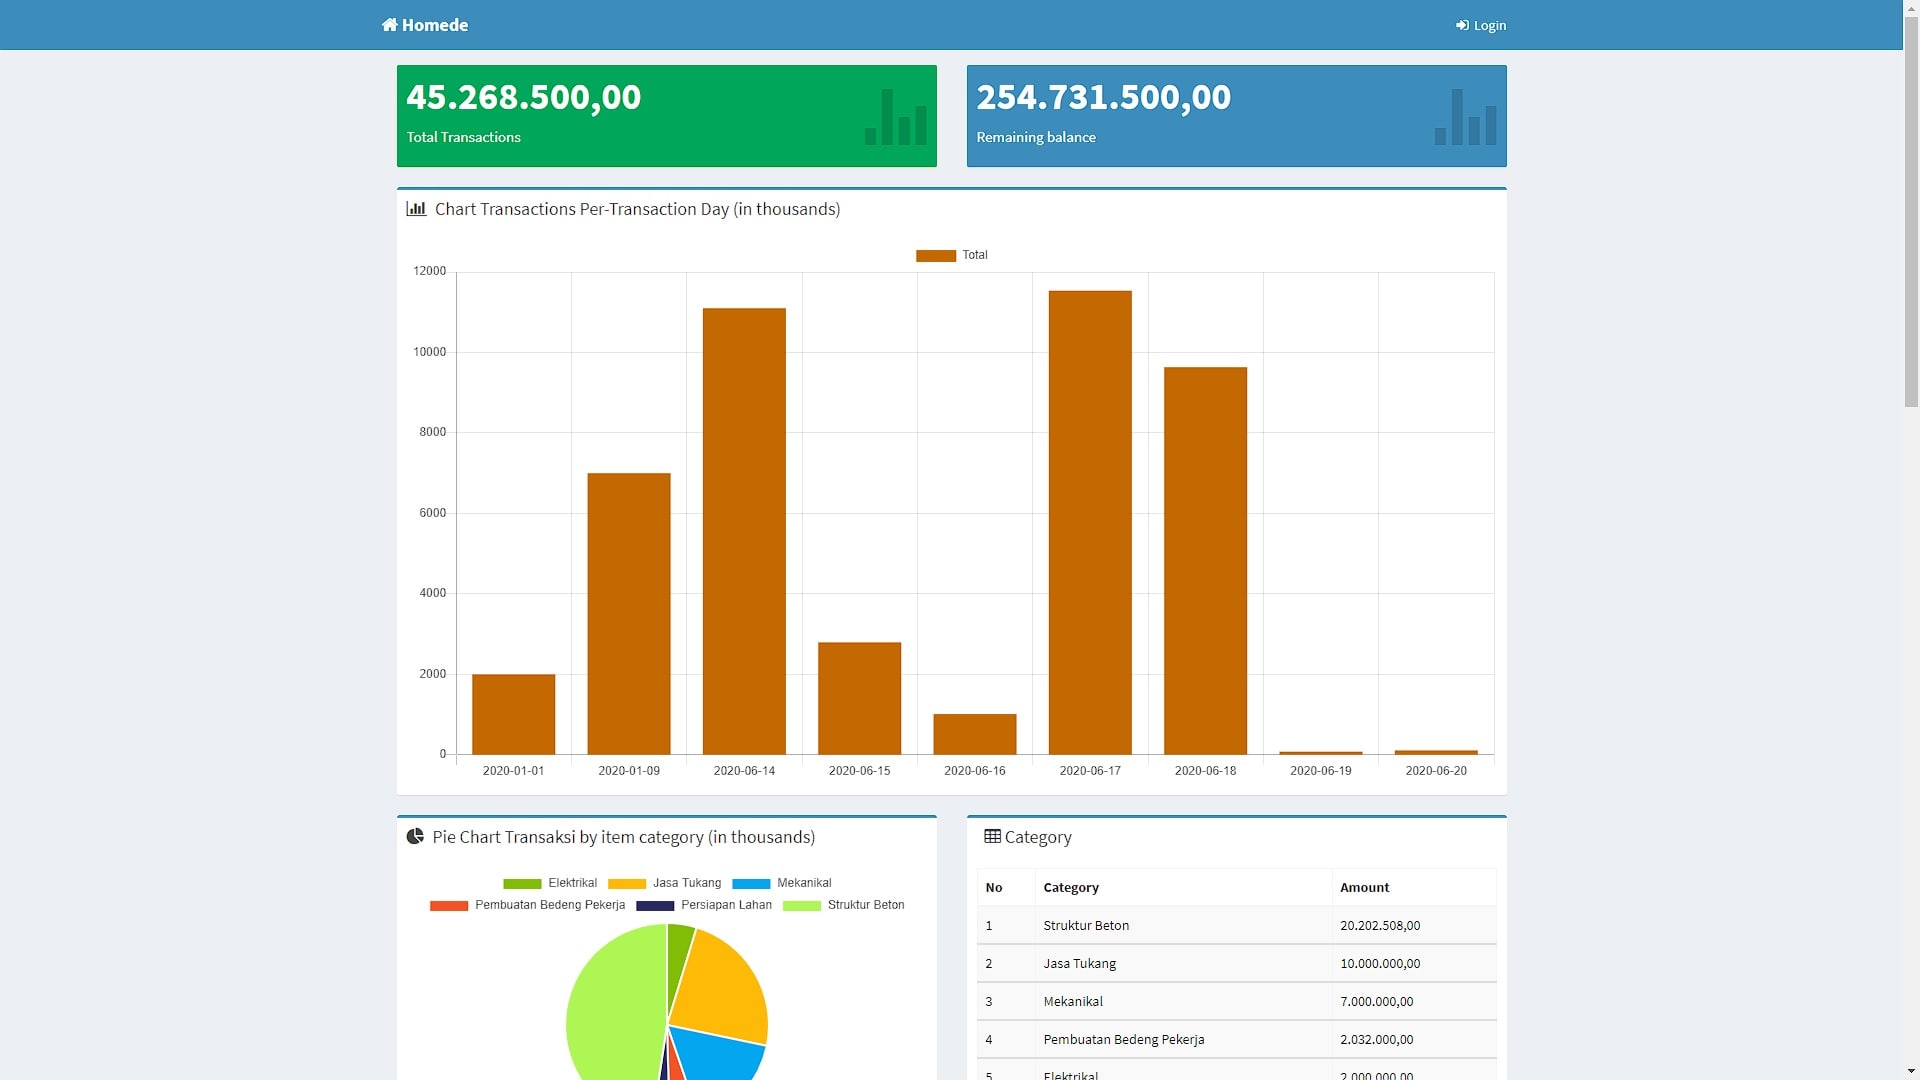 Homede
Login
45.268.500,00
Total Transactions
254.731.500,00
Remaining balance
Chart Transactions Per-Transaction Day (in thousands)
Total
12000
10000
8000
6000
4000
2000
0
2020-01-01 2020-01-09 2020-06-14 2020-06-15 2020-06-16 2020-06-17 2020-06-18 2020-06-19 2020-06-20
Pie Chart Transaksi by item category (in thousands)
Elektrikal Jasa Tukang Mekanikal
Pembuatan Bedeng Pekerja Persiapan Lahan Struktur Beton
Category
No Category Amount
1 Struktur Beton 20.202.508,00
2 Jasa Tukang 10.000.000,00
3 Mekanikal 7.000.000,00
4 Pembuatan Bedeng Pekerja 2.032.000,00
5 Elektrikal 2.000.000,00